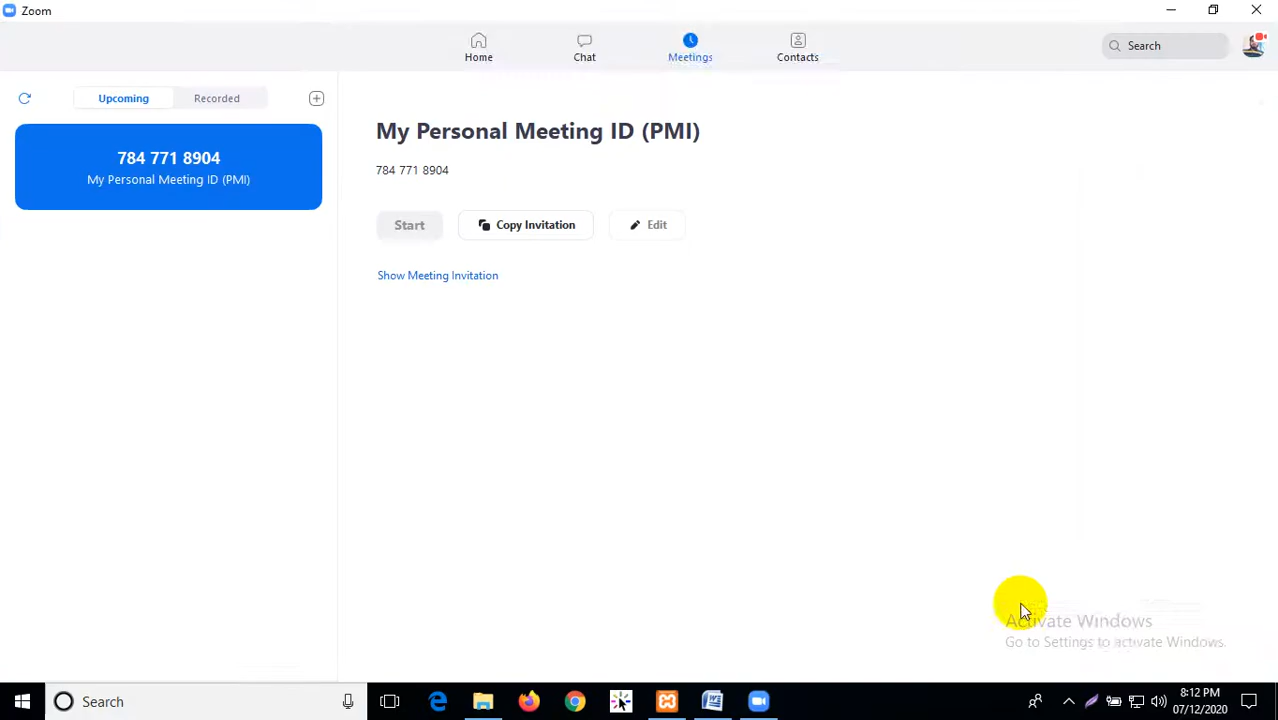 Zoom
Home
Chat
Meetings
Contacts
Search
Upcoming
Recorded
784 771 8904
My Personal Meeting ID (PMI)
My Personal Meeting ID (PMI)
784 771 8904
Start
Copy Invitation
Edit
Show Meeting Invitation
Activate Windows
Go to Settings to activate Windows.
Search
8:12 PM
07/12/2020